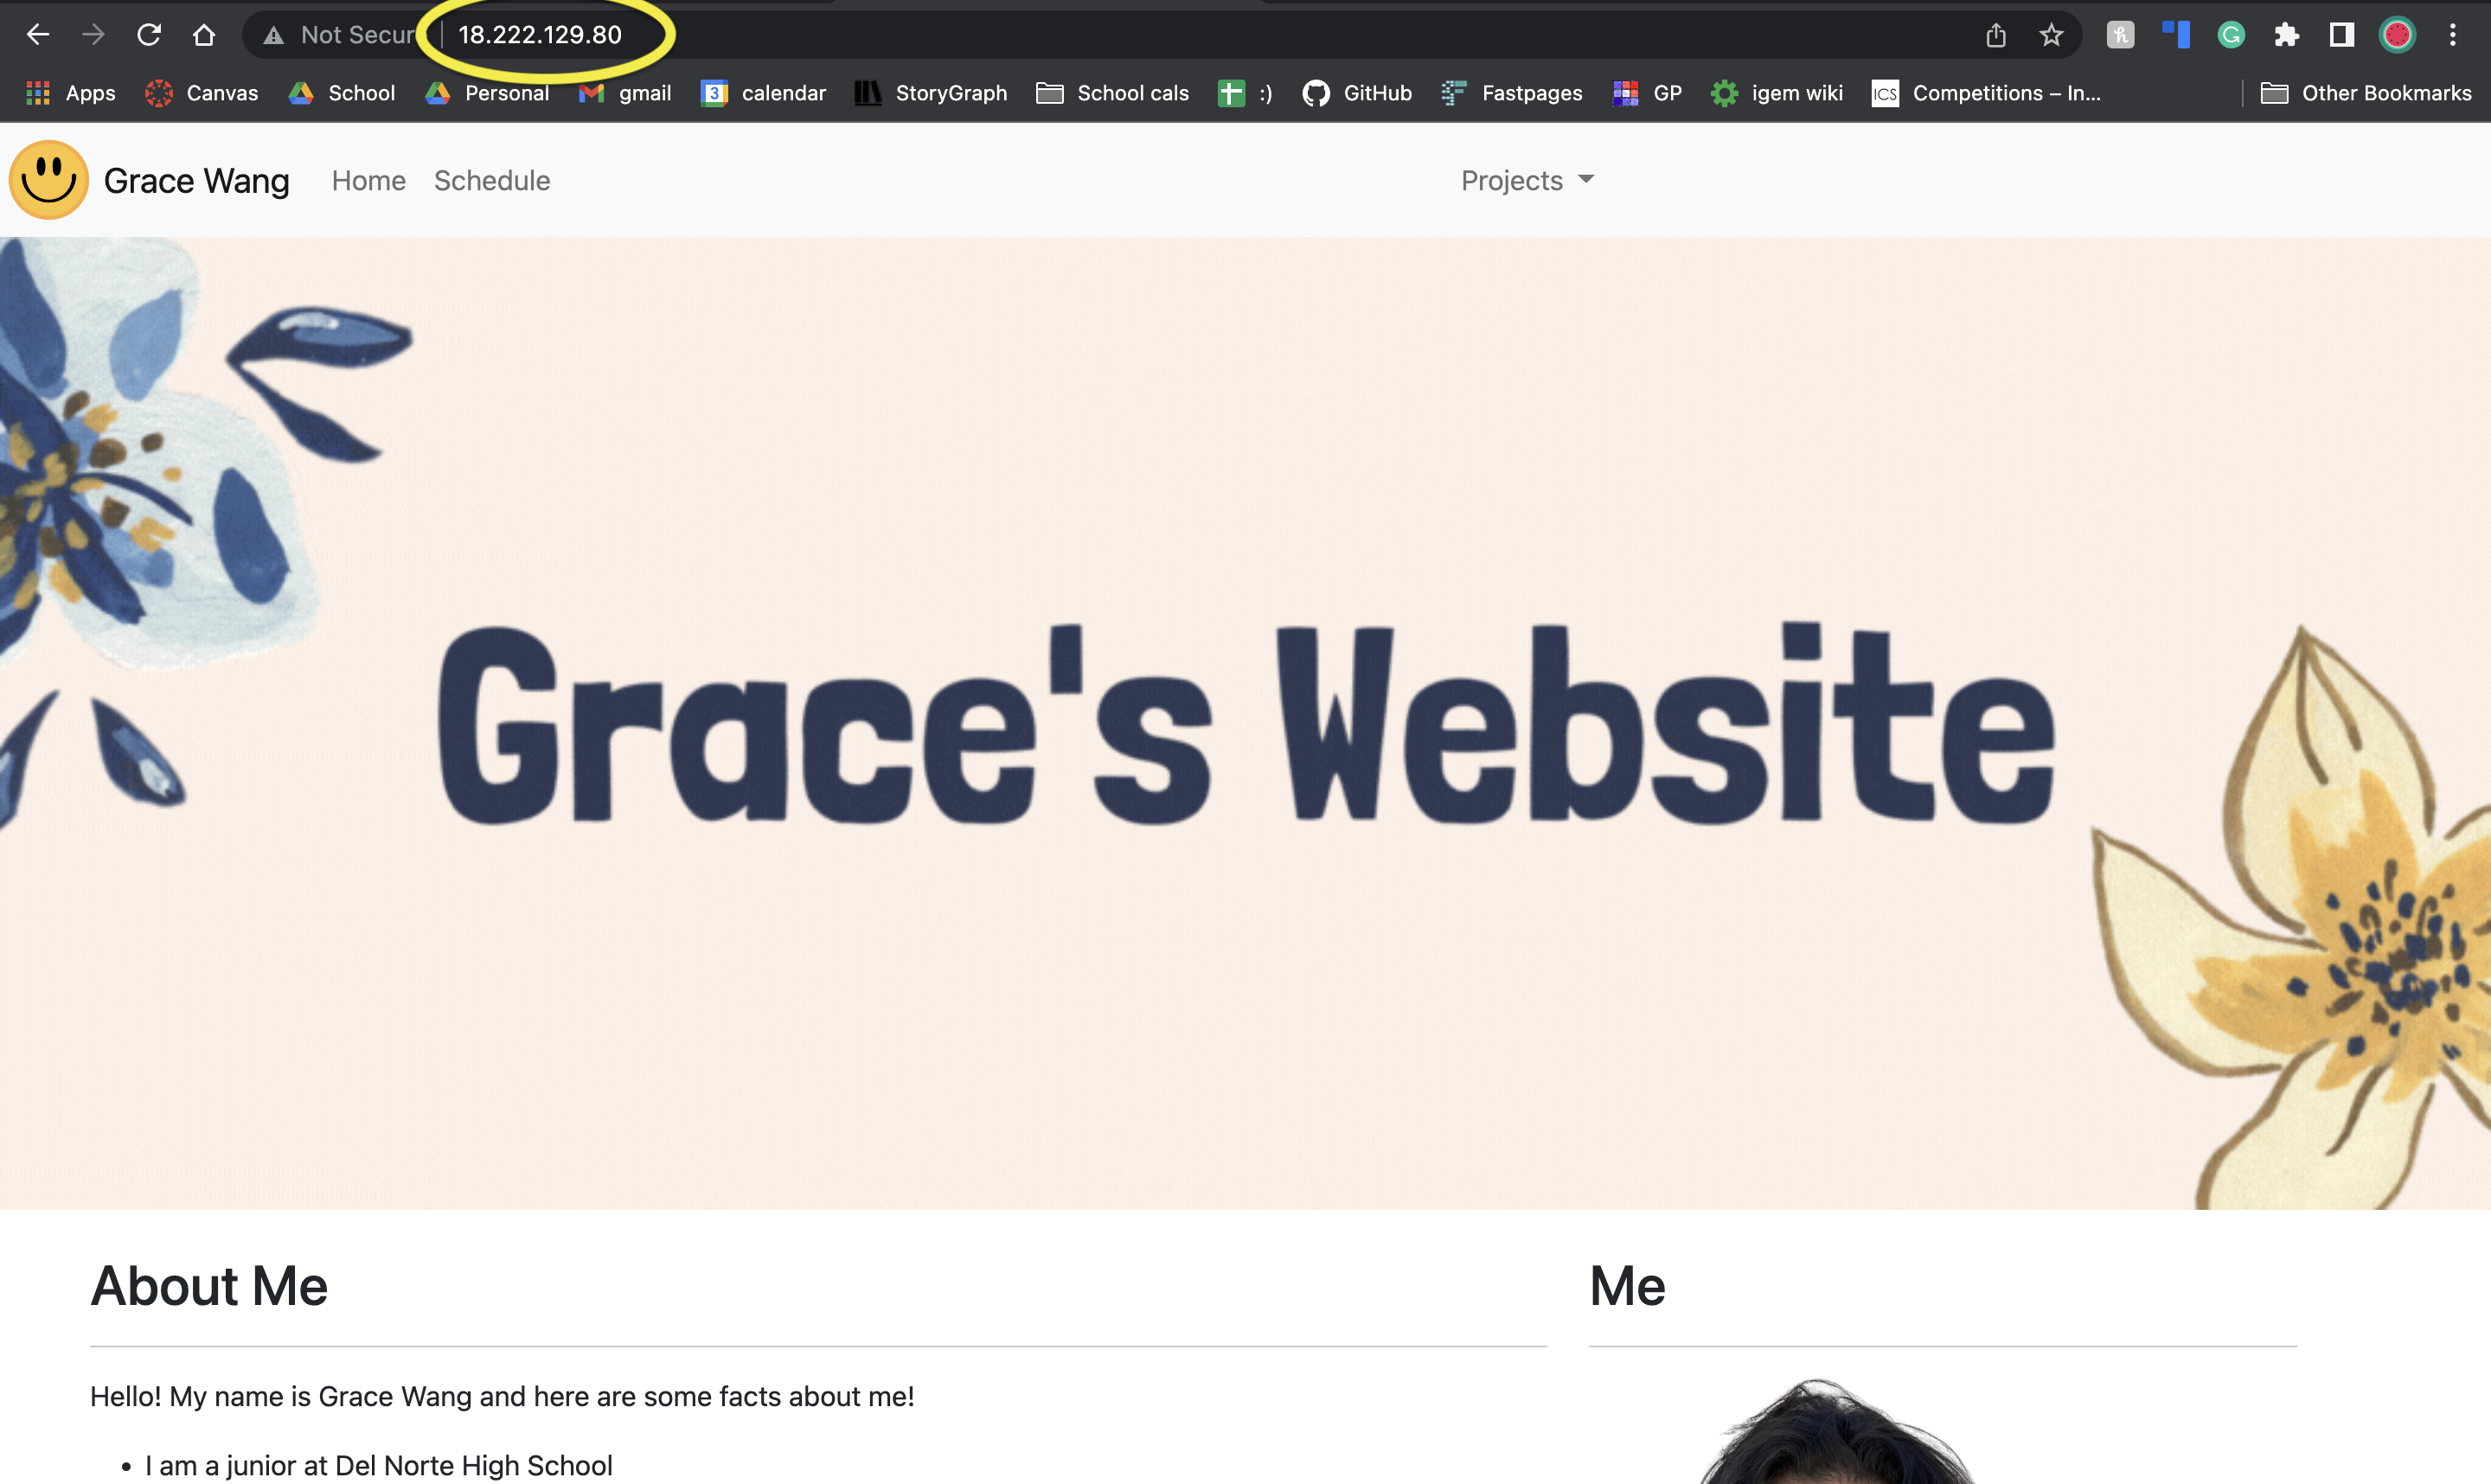 Not Secur 18.222.129.80
Apps Canvas School Personal gmail 3 calendar StoryGraph School cals :) GitHub Fastpages GP igem wiki ICS Competitions – In... Other Bookmarks
Grace Wang Home Schedule Projects
Grace's Website
About Me
Me
Hello! My name is Grace Wang and here are some facts about me!
• I am a junior at Del Norte High School